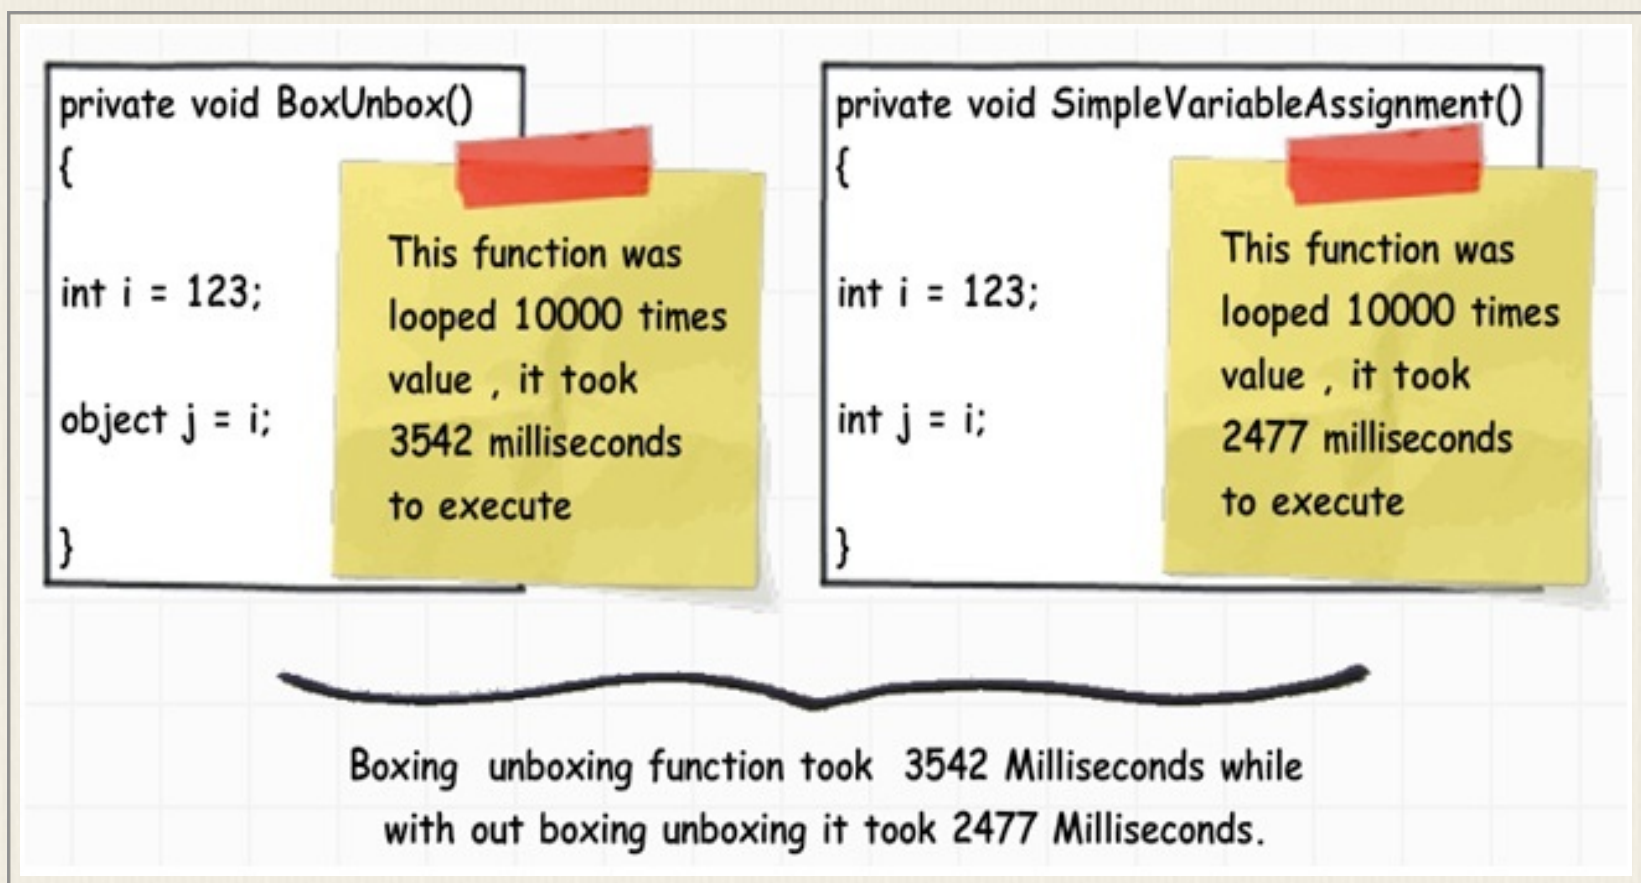 private void BoxUnbox()
{
int i = 123;
object j = i;
}
This function was
looped 10000 times
value , it took
3542 milliseconds
to execute
private void SimpleVariableAssignment()
{
int i = 123;
int j = i;
}
This function was
looped 10000 times
value , it took
2477 milliseconds
to execute
Boxing unboxing function took 3542 Milliseconds while
with out boxing unboxing it took 2477 Milliseconds.